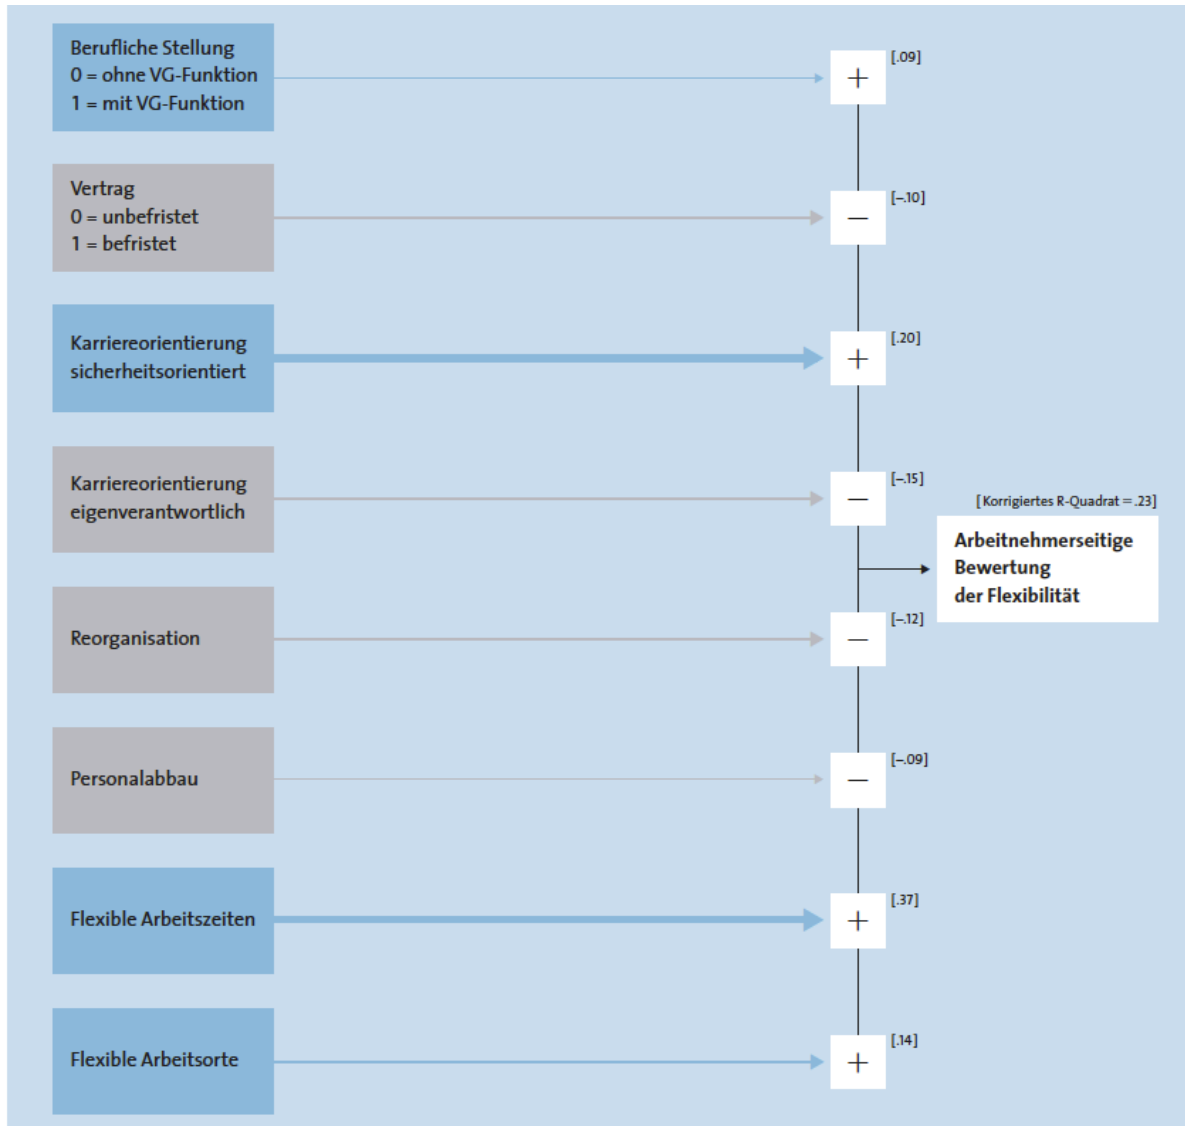 Berufliche Stellung
0 = ohne VG-Funktion
1 = mit VG-Funktion
+
[.09]
Vertrag
0 = unbefristet
1 = befristet
−
[–.10]
Karriereorientierung
sicherheitsorientiert
+
[.20]
Karriereorientierung
eigenverantwortlich
−
[–.15]
[Korrigiertes R-Quadrat = .23]
Arbeitnehmerseitige
Bewertung
der Flexibilität
Reorganisation
−
[–.12]
Personalabbau
−
[–.09]
Flexible Arbeitszeiten
+
[.37]
Flexible Arbeitsorte
+
[.14]